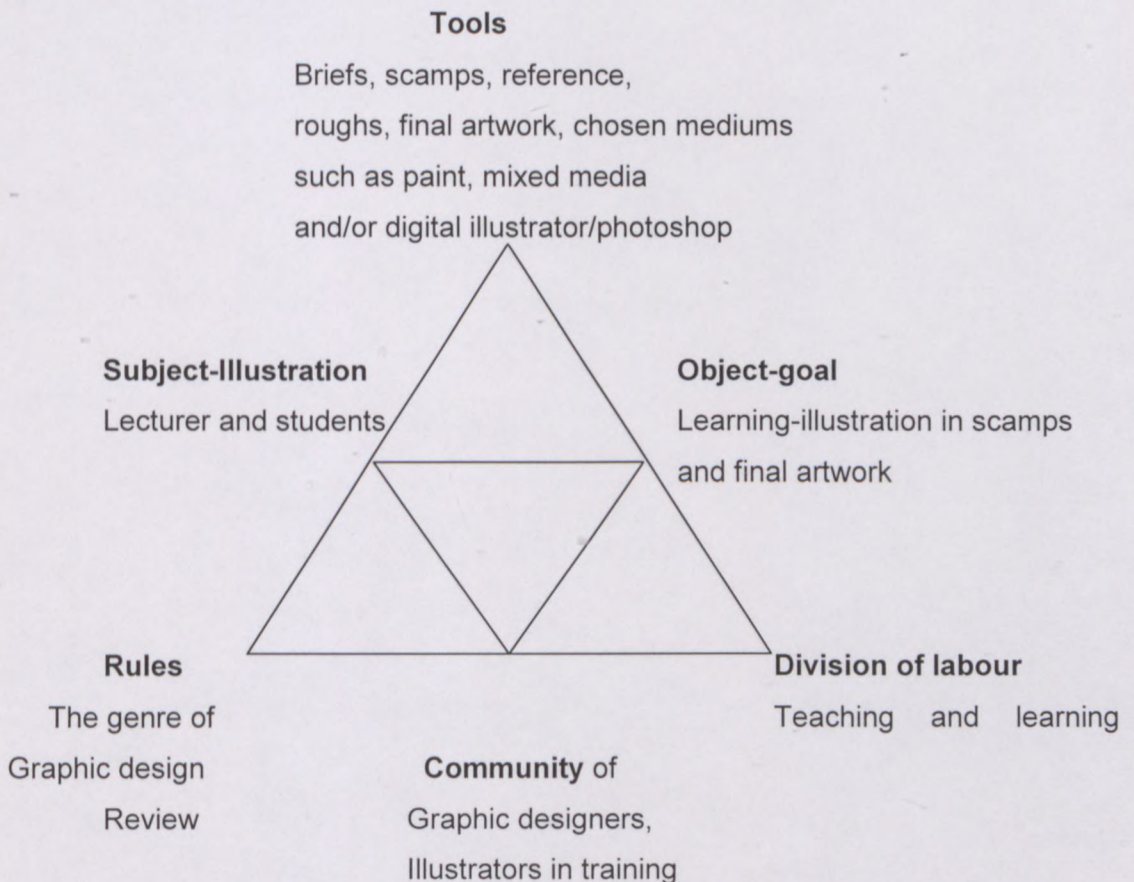 Tools
Briefs, scamps, reference,
roughs, final artwork, chosen mediums
such as paint, mixed media
and/or digital illustrator/photoshop
Subject-Illustration
Lecturer and students
Object-goal
Learning-illustration in scamps
and final artwork
Rules
The genre of
Graphic design
Review
Division of labour
Teaching and learning
Community of
Graphic designers,
Illustrators in training